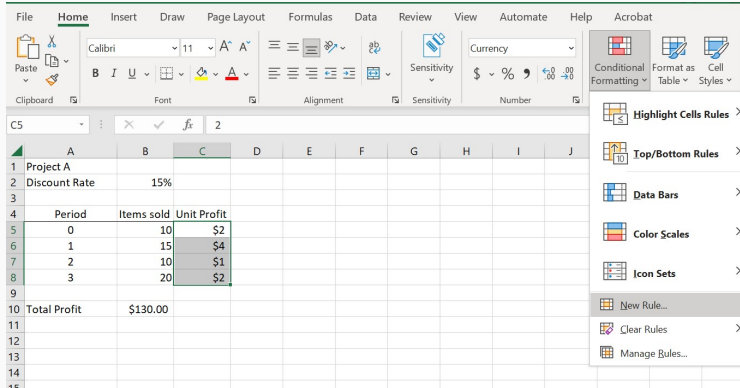 File Home Insert Draw Page Layout Formulas Data Review View Automate Help Acrobat
Paste
Calibri 11
B I U A
A^ A˅
ab
Sensitivity
Currency
$ % 9 .00 .0
Conditional Formatting
Format as Table
Cell Styles
Clipboard Font Alignment Sensitivity Number
C5 fx 2
A B C D E F G H I J
1 Project A
2 Discount Rate 15%
3
4 Period Items sold Unit Profit
5 0 10 $2
6 1 15 $4
7 2 10 $1
8 3 20 $2
9
10 Total Profit $130.00
11
12
13
14
15
Highlight Cells Rules
Top/Bottom Rules
10
Data Bars
Color Scales
Icon Sets
New Rule...
Clear Rules
Manage Rules...